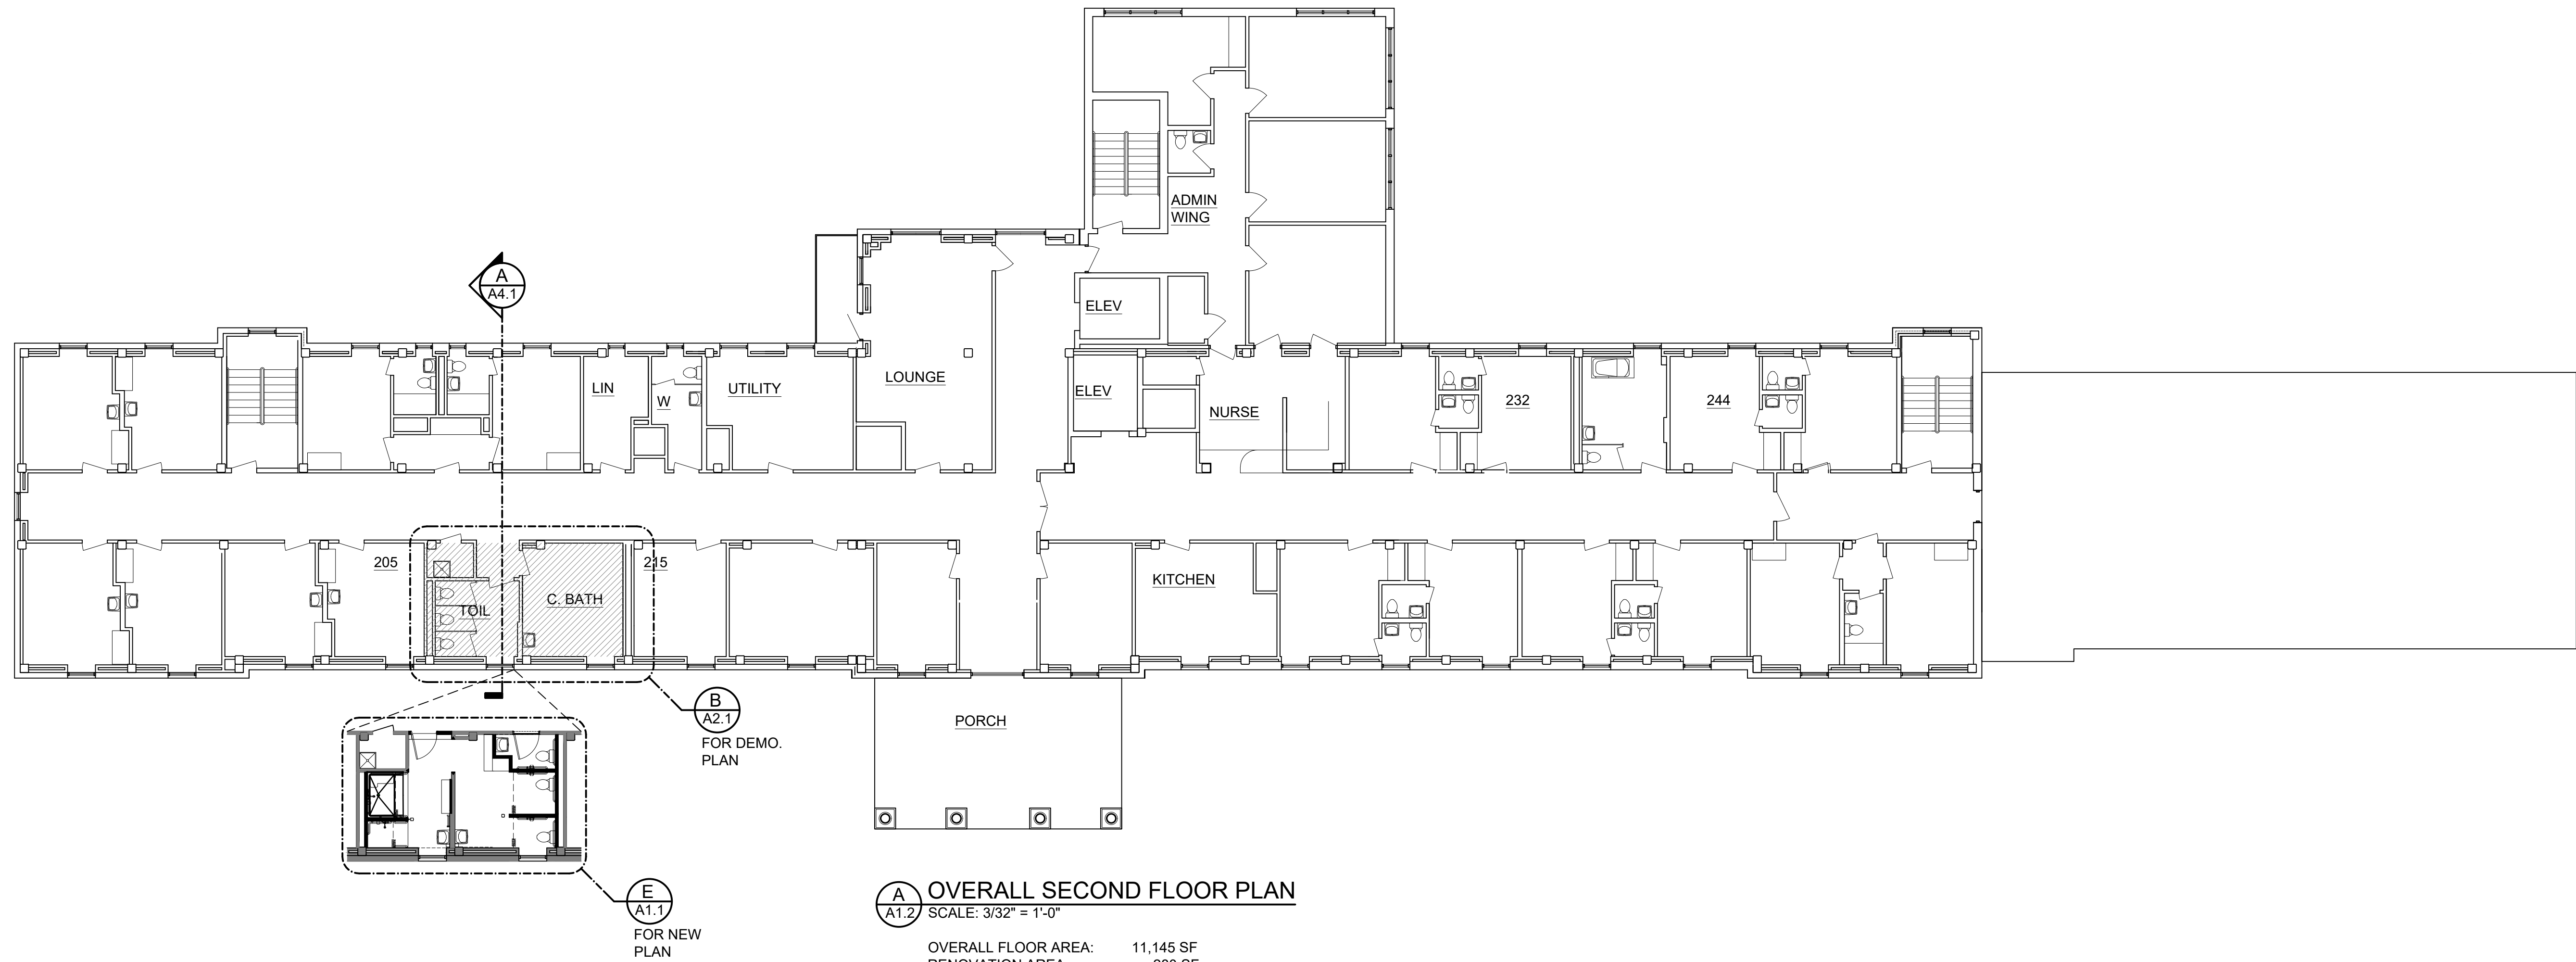 ADMIN
WING
A
A4.1
ELEV
LOUNGE
LIN
W
UTILITY
ELEV
NURSE
232
244
205
TOIL
C. BATH
215
KITCHEN
B
A2.1
FOR DEMO.
PLAN
PORCH
E
A1.1
FOR NEW
PLAN
A
A1.2
OVERALL SECOND FLOOR PLAN
SCALE: 3/32" = 1'-0"
OVERALL FLOOR AREA: 11,145 SF